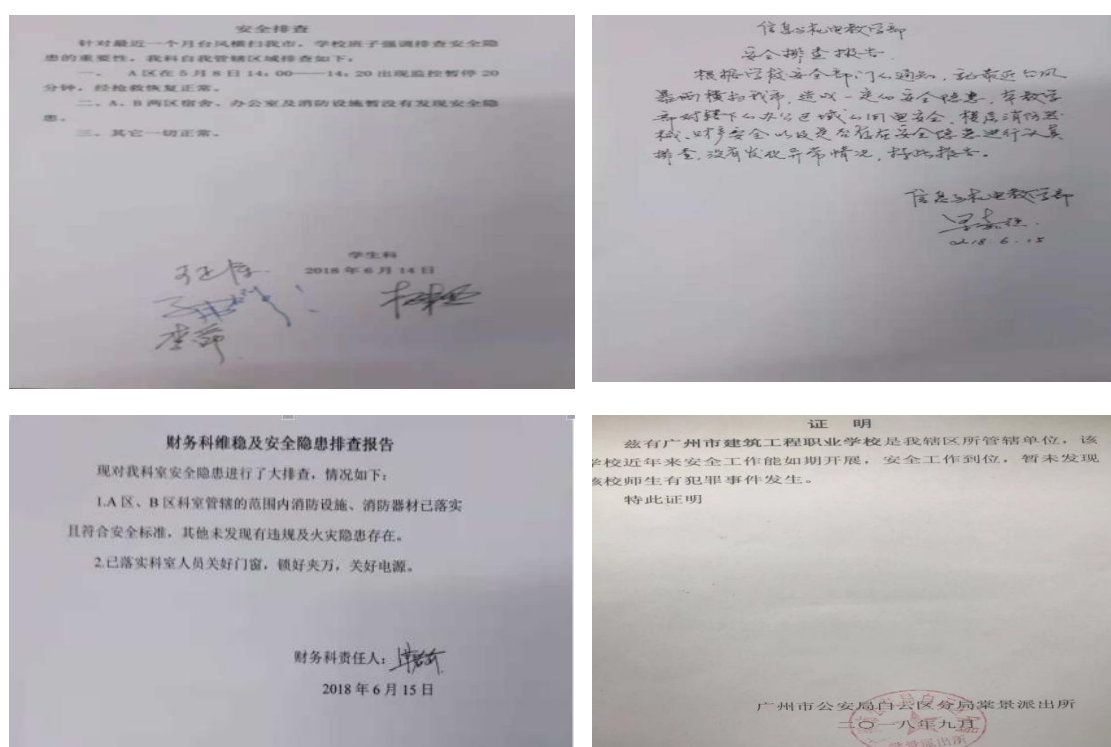 安全排查
针对最近一个月台风横扫我市，学校班子强调排查安全隐
患的重要性，我科自我管辖区域排查如下：
一、 A区在5月8日14：00——14：20出现监控暂停20
分钟，经抢救恢复正常。
二、A、B两区宿舍、办公室及消防设施暂没有发现安全隐
患。
三、其它一切正常。
学生科
2018年6月14日
信息与机电教学部
安全排查报告
根据学校安全部门的通知，就最近台风
暴雨横扫我市，造成一定的安全隐患，本教学
部对辖下的办公区域的用电安全，楼层消防器
械、财产安全以及是否存在安全隐患进行认真
排查，没有发现异常情况，特此报告。
信息与机电教学部
2018.6.15
财务科维稳及安全隐患排查报告
现对我科室安全隐患进行了大排查，情况如下：
1.A区、B区科室管辖的范围内消防设施、消防器材已落实
且符合安全标准，其他未发现有违规及火灾隐患存在。
2.已落实科室人员关好门窗，锁好夹万，关好电源。
财务科责任人：
2018年6月15日
证 明
兹有广州市建筑工程职业学校是我辖区所管辖单位，该
学校近年来安全工作能如期开展，安全工作到位，暂未发现
该校师生有犯罪事件发生。
特此证明
广州市公安局白云区分局棠景派出所
二〇一八年九月